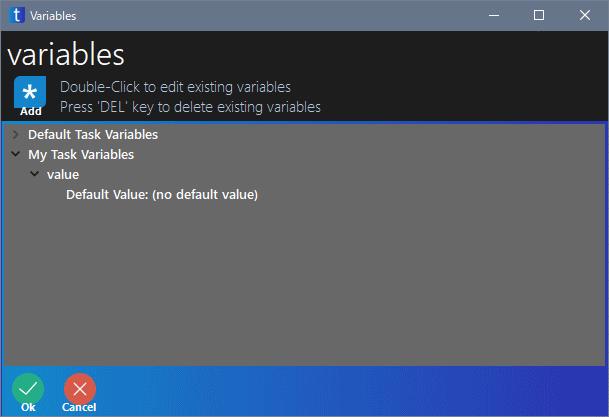 t Variables
variables
* Add
Double-Click to edit existing variables
Press 'DEL' key to delete existing variables
Default Task Variables
My Task Variables
value
Default Value: (no default value)
Ok Cancel